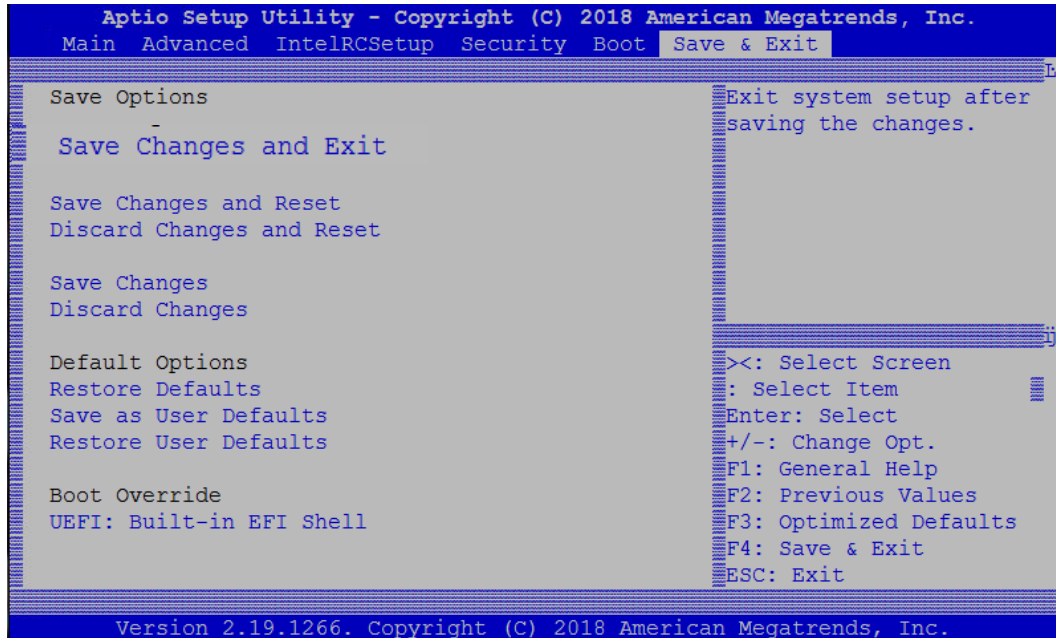 Aptio Setup Utility - Copyright (C) 2018 American Megatrends, Inc.
Main Advanced IntelRCSetup Security Boot Save & Exit
Save Options
Save Changes and Exit
Save Changes and Reset
Discard Changes and Reset
Save Changes
Discard Changes
Default Options
Restore Defaults
Save as User Defaults
Restore User Defaults
Boot Override
UEFI: Built-in EFI Shell
Exit system setup after
saving the changes.
><: Select Screen
: Select Item
Enter: Select
+/-: Change Opt.
F1: General Help
F2: Previous Values
F3: Optimized Defaults
F4: Save & Exit
ESC: Exit
Version 2.19.1266. Copyright (C) 2018 American Megatrends, Inc.